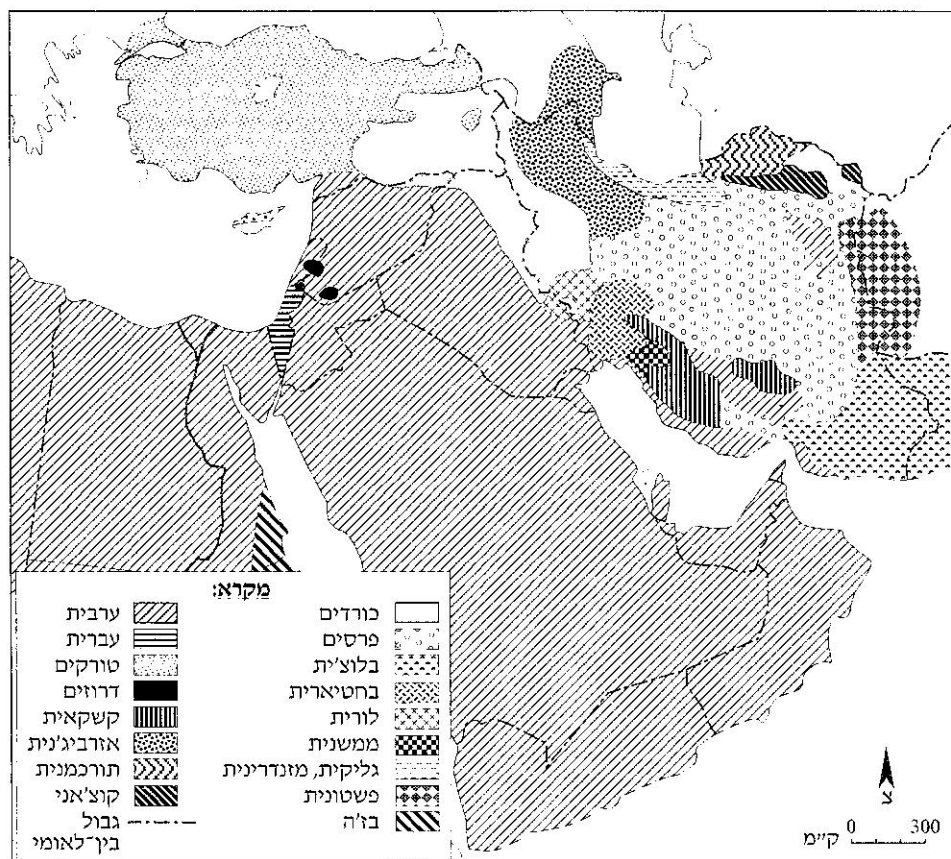 מקרא:
כורדים
פרסים
בלוצ'ית
בחטיארית
לורית
ממשנית
גליקית, מזנדרינית
פשטונית
בז'ה
ערבית
עברית
טורקים
דרוזים
קשקאית
אזרביג'נית
תורכמנית
קוצ'אני
גבול
בין־לאומי
צ
0 300 ק"מ